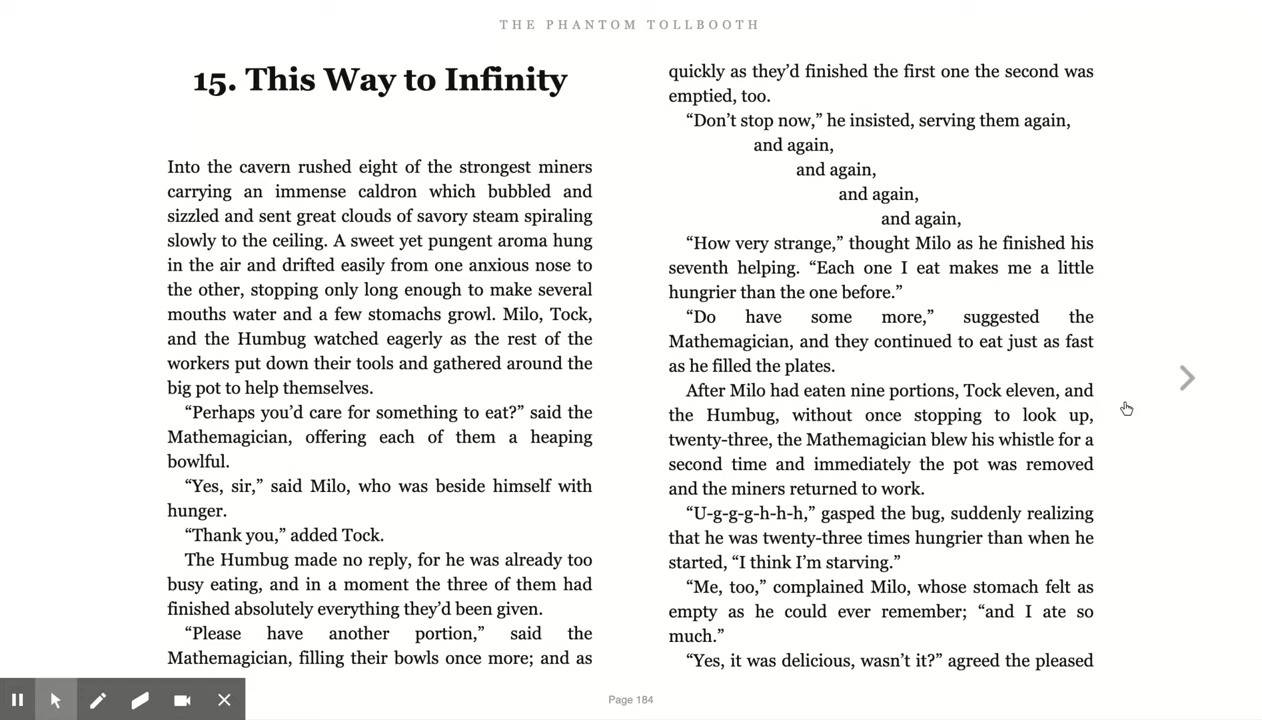 THE PHANTOM TOLLBOOTH
15. This Way to Infinity
Into the cavern rushed eight of the strongest miners
carrying an immense caldron which bubbled and
sizzled and sent great clouds of savory steam spiraling
slowly to the ceiling. A sweet yet pungent aroma hung
in the air and drifted easily from one anxious nose to
the other, stopping only long enough to make several
mouths water and a few stomachs growl. Milo, Tock,
and the Humbug watched eagerly as the rest of the
workers put down their tools and gathered around the
big pot to help themselves.
“Perhaps you’d care for something to eat?” said the
Mathemagician, offering each of them a heaping
bowlful.
“Yes, sir,” said Milo, who was beside himself with
hunger.
“Thank you,” added Tock.
The Humbug made no reply, for he was already too
busy eating, and in a moment the three of them had
finished absolutely everything they’d been given.
“Please have another portion,” said the
Mathemagician, filling their bowls once more; and as
quickly as they’d finished the first one the second was
emptied, too.
“Don’t stop now,” he insisted, serving them again,
and again,
and again,
and again,
and again,
“How very strange,” thought Milo as he finished his
seventh helping. “Each one I eat makes me a little
hungrier than the one before.”
“Do have some more,” suggested the
Mathemagician, and they continued to eat just as fast
as he filled the plates.
After Milo had eaten nine portions, Tock eleven, and
the Humbug, without once stopping to look up,
twenty-three, the Mathemagician blew his whistle for a
second time and immediately the pot was removed
and the miners returned to work.
“U-g-g-g-h-h-h,” gasped the bug, suddenly realizing
that he was twenty-three times hungrier than when he
started, “I think I’m starving.”
“Me, too,” complained Milo, whose stomach felt as
empty as he could ever remember; “and I ate so
much.”
“Yes, it was delicious, wasn’t it?” agreed the pleased
Page 184